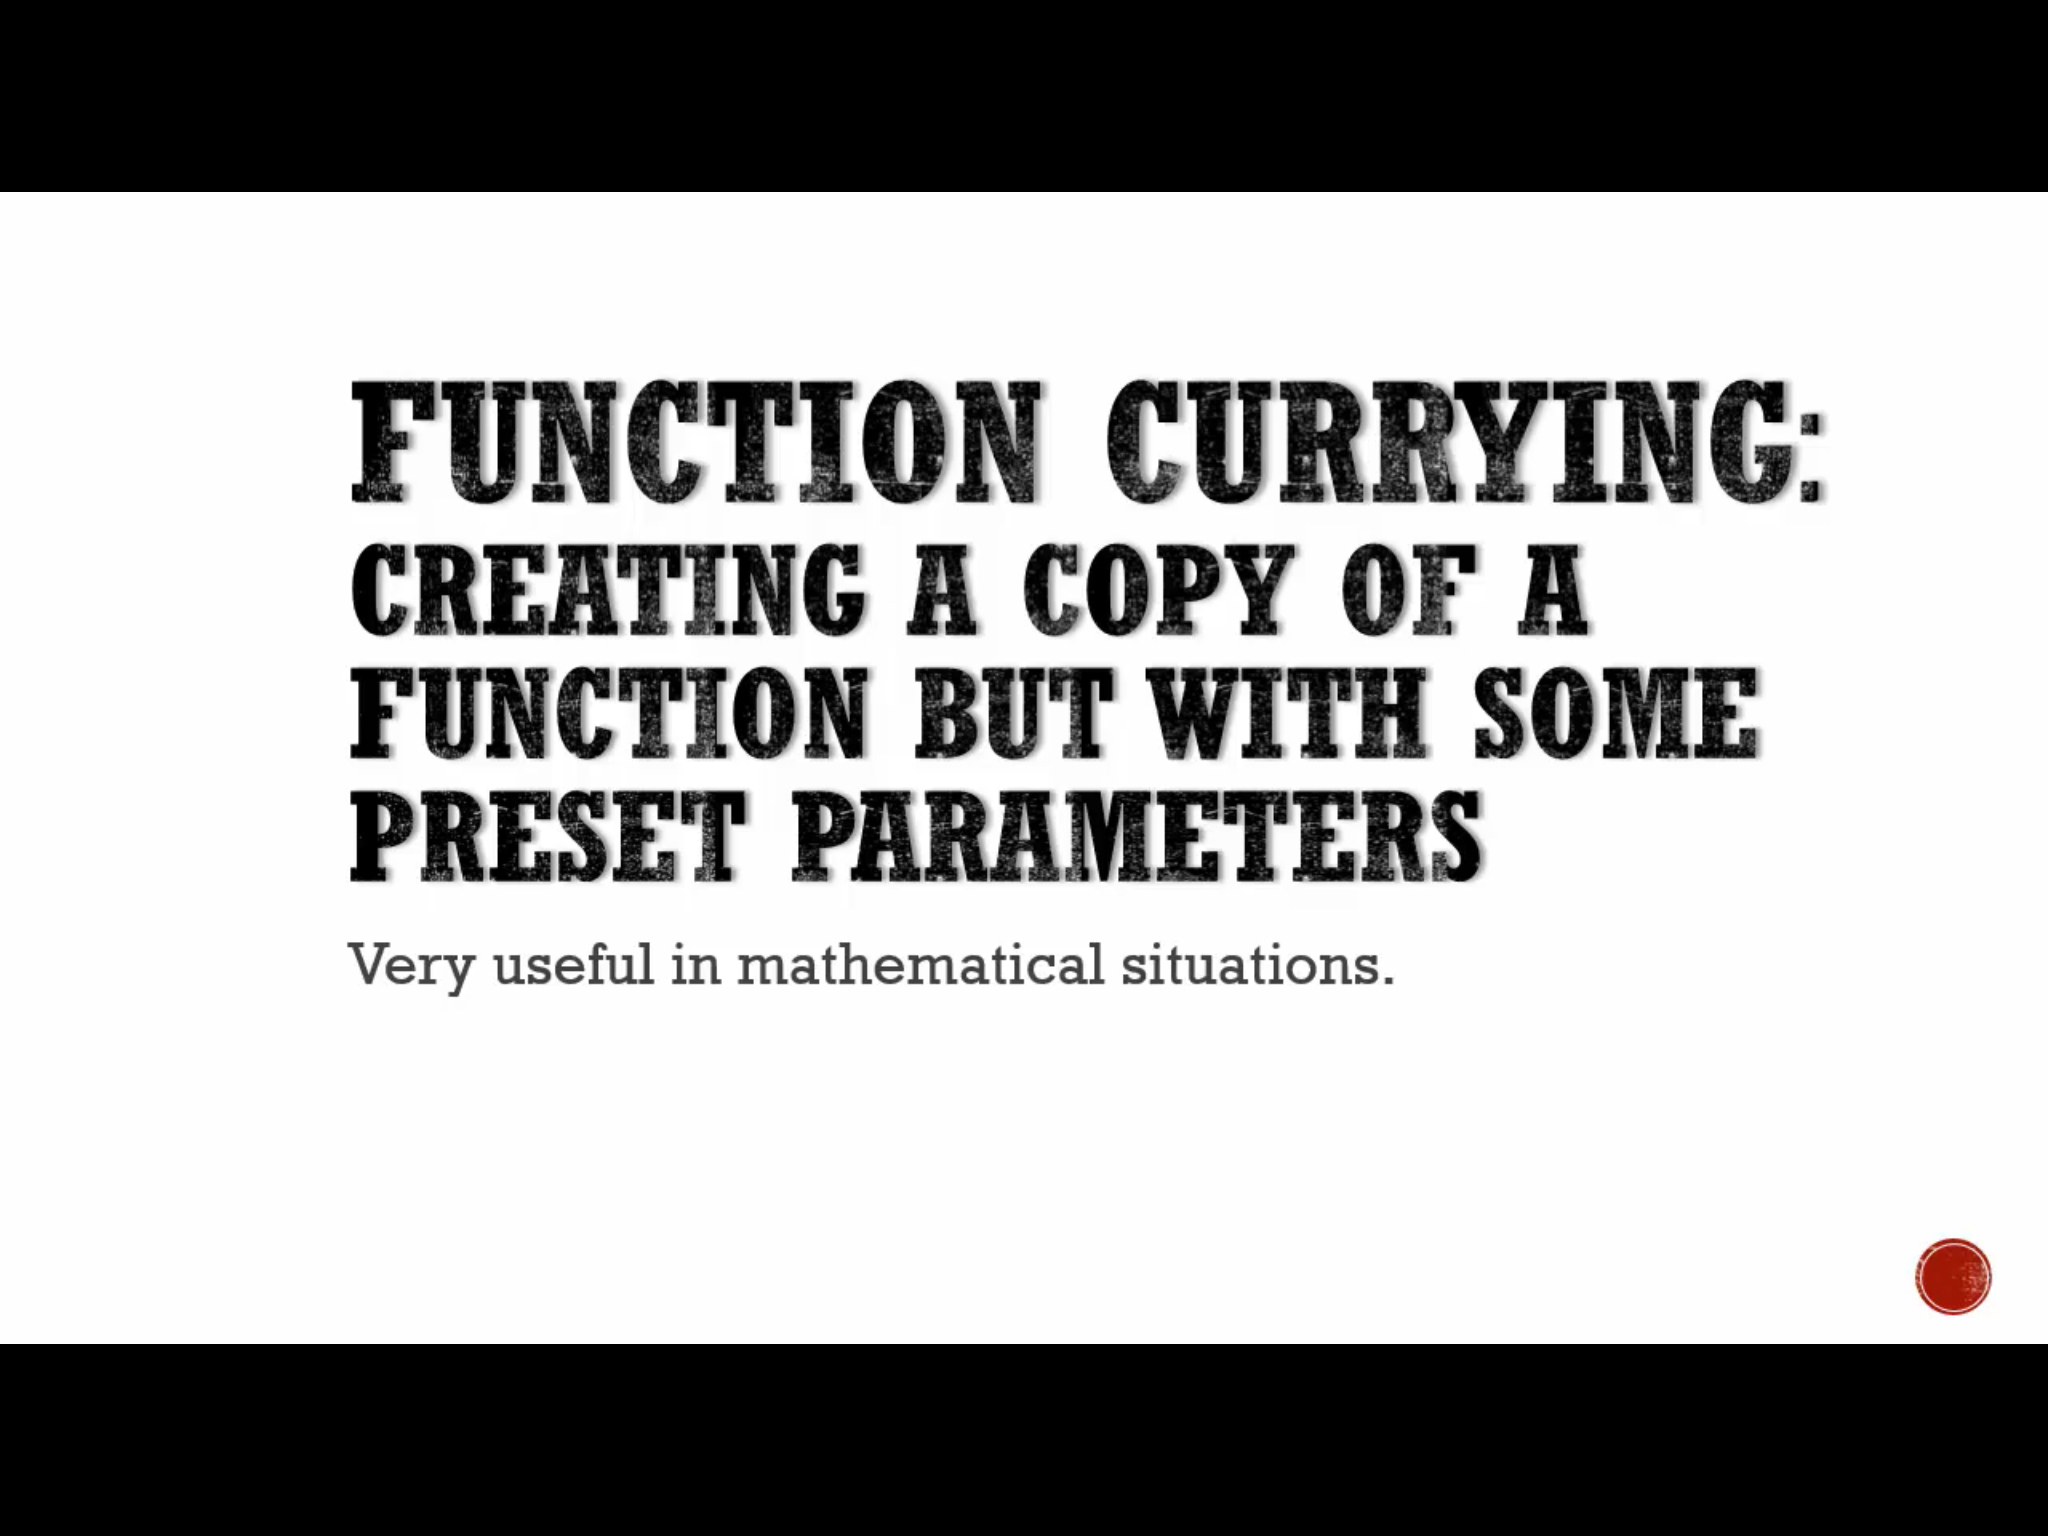 FUNCTION CURRYING:
CREATING A COPY OF A
FUNCTION BUT WITH SOME
PRESET PARAMETERS
Very useful in mathematical situations.